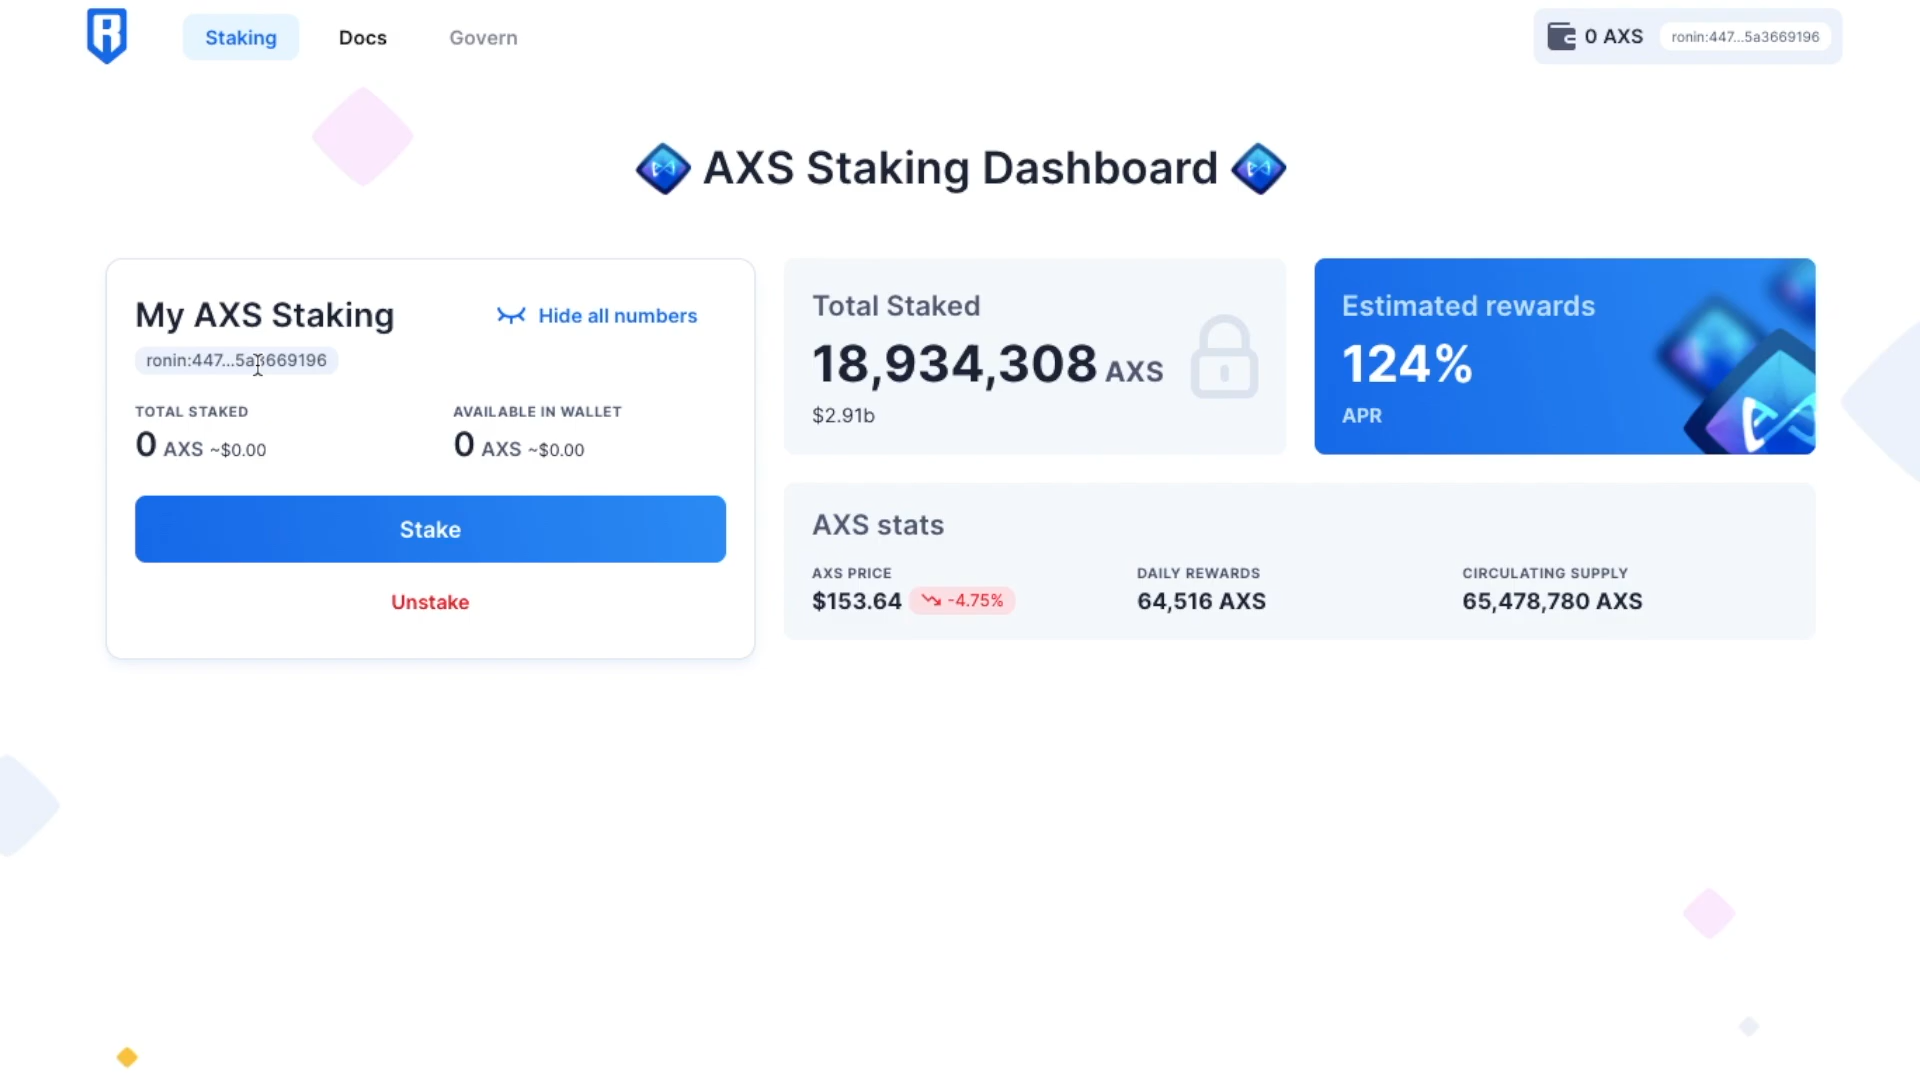 Staking
Docs
Govern
0 AXS
ronin:447...5a3669196
AXS Staking Dashboard
My AXS Staking
Hide all numbers
ronin:447...5a3669196
TOTAL STAKED
0 AXS ~$0.00
AVAILABLE IN WALLET
0 AXS ~$0.00
Stake
Unstake
Total Staked
18,934,308 AXS
$2.91b
Estimated rewards
124%
APR
AXS stats
AXS PRICE
$153.64 -4.75%
DAILY REWARDS
64,516 AXS
CIRCULATING SUPPLY
65,478,780 AXS